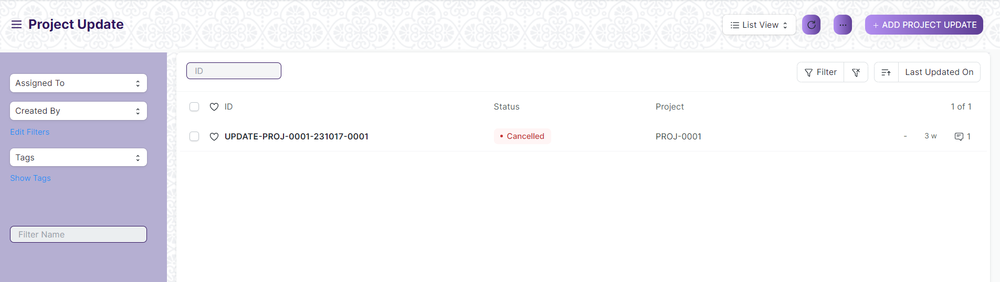 Project Update
List View
... + ADD PROJECT UPDATE
Assigned To
Created By
Edit Filters
Tags
Show Tags
Filter Name
ID
Filter
Last Updated On
ID Status Project 1 of 1
UPDATE-PROJ-0001-231017-0001 • Cancelled PROJ-0001 - 3 w 1